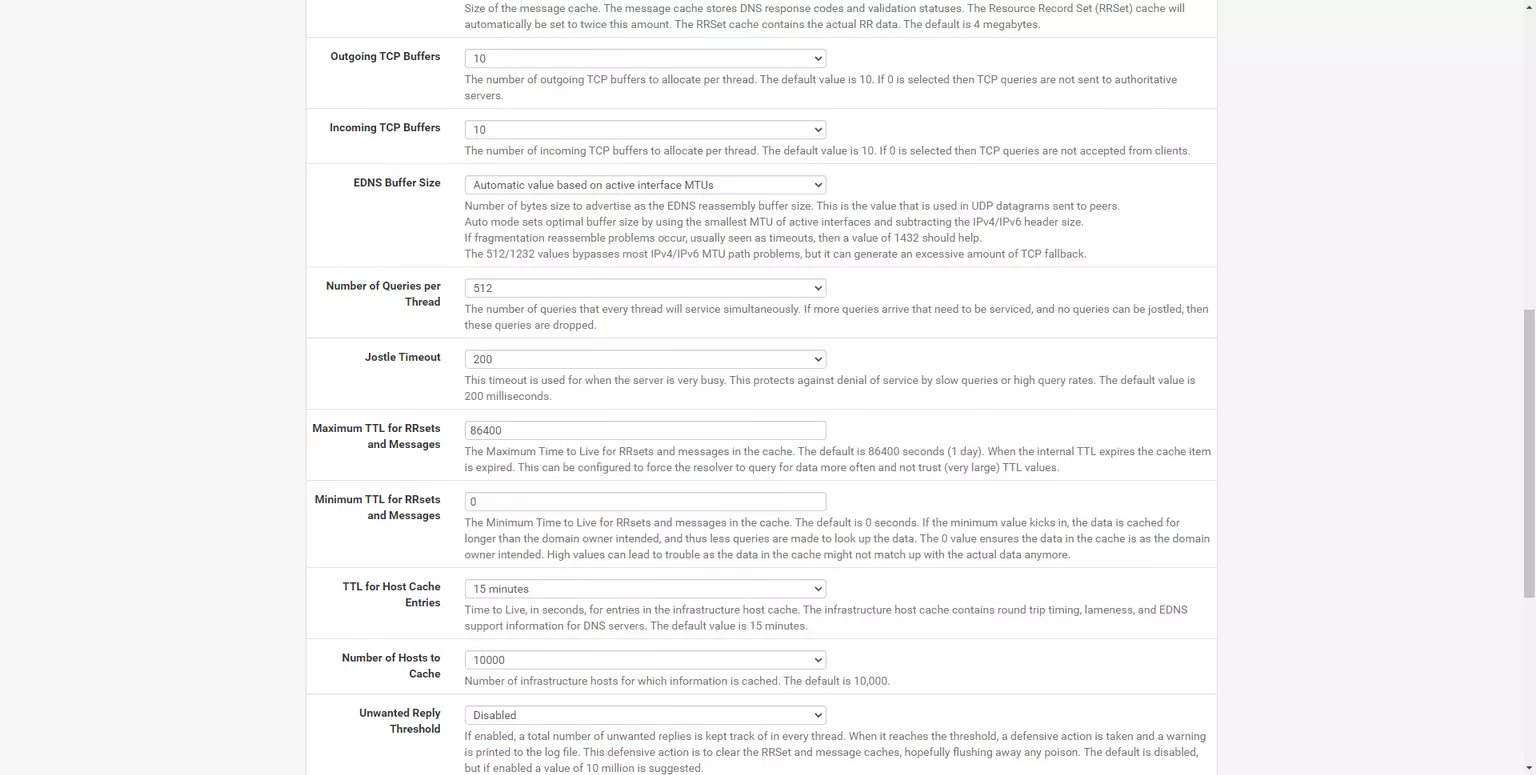 Size of the message cache. The message cache stores DNS response codes and validation statuses. The Resource Record Set (RRSet) cache will
automatically be set to twice this amount. The RRSet cache contains the actual RR data. The default is 4 megabytes.
Outgoing TCP Buffers
10
The number of outgoing TCP buffers to allocate per thread. The default value is 10. If 0 is selected then TCP queries are not sent to authoritative
servers.
Incoming TCP Buffers
10
The number of incoming TCP buffers to allocate per thread. The default value is 10. If 0 is selected then TCP queries are not accepted from clients.
EDNS Buffer Size
Automatic value based on active interface MTUs
Number of bytes size to advertise as the EDNS reassembly buffer size. This is the value that is used in UDP datagrams sent to peers.
Auto mode sets optimal buffer size by using the smallest MTU of active interfaces and subtracting the IPv4/IPv6 header size.
If fragmentation reassemble problems occur, usually seen as timeouts, then a value of 1432 should help.
The 512/1232 values bypasses most IPv4/IPv6 MTU path problems, but it can generate an excessive amount of TCP fallback.
Number of Queries per
Thread
512
The number of queries that every thread will service simultaneously. If more queries arrive that need to be serviced, and no queries can be jostled, then
these queries are dropped.
Jostle Timeout
200
This timeout is used for when the server is very busy. This protects against denial of service by slow queries or high query rates. The default value is
200 milliseconds.
Maximum TTL for RRsets
and Messages
86400
The Maximum Time to Live for RRsets and messages in the cache. The default is 86400 seconds (1 day). When the internal TTL expires the cache item
is expired. This can be configured to force the resolver to query for data more often and not trust (very large) TTL values.
Minimum TTL for RRsets
and Messages
0
The Minimum Time to Live for RRsets and messages in the cache. The default is 0 seconds. If the minimum value kicks in, the data is cached for
longer than the domain owner intended, and thus less queries are made to look up the data. The 0 value ensures the data in the cache is as the domain
owner intended. High values can lead to trouble as the data in the cache might not match up with the actual data anymore.
TTL for Host Cache
Entries
15 minutes
Time to Live, in seconds, for entries in the infrastructure host cache. The infrastructure host cache contains round trip timing, lameness, and EDNS
support information for DNS servers. The default value is 15 minutes.
Number of Hosts to
Cache
10000
Number of infrastructure hosts for which information is cached. The default is 10,000.
Unwanted Reply
Threshold
Disabled
If enabled, a total number of unwanted replies is kept track of in every thread. When it reaches the threshold, a defensive action is taken and a warning
is printed to the log file. This defensive action is to clear the RRSet and message caches, hopefully flushing away any poison. The default is disabled,
but if enabled a value of 10 million is suggested.